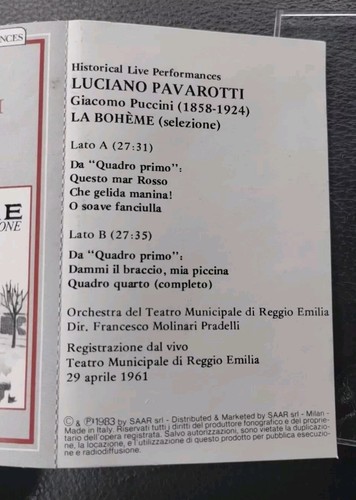 NCES
Historical Live Performances
LUCIANO PAVAROTTI
Giacomo Puccini (1858-1924)
LA BOHÈME (selezione)
Lato A (27:31)
Da "Quadro primo":
Questo mar Rosso
Che gelida manina!
O soave fanciulla
Lato B (27:35)
Da "Quadro primo":
Dammi il braccio, mia piccina
Quadro quarto (completo)
Orchestra del Teatro Municipale di Reggio Emilia
Dir. Francesco Molinari Pradelli
Registrazione dal vivo
Teatro Municipale di Reggio Emilia
29 aprile 1961
© & ℗ 1983 by SAAR srl - Distributed & Marketed by SAAR srl - Milan -
Made in Italy. Riservati tutti i diritti del produttore fonografico e del proprie-
tario dell'opera registrata. Salvo autorizzazioni, sono vietate la duplicazio-
ne, la locazione, e l'utilizzazione di questo prodotto per pubblica esecuzio-
ne e radiodiffusione.
I
E
IONE